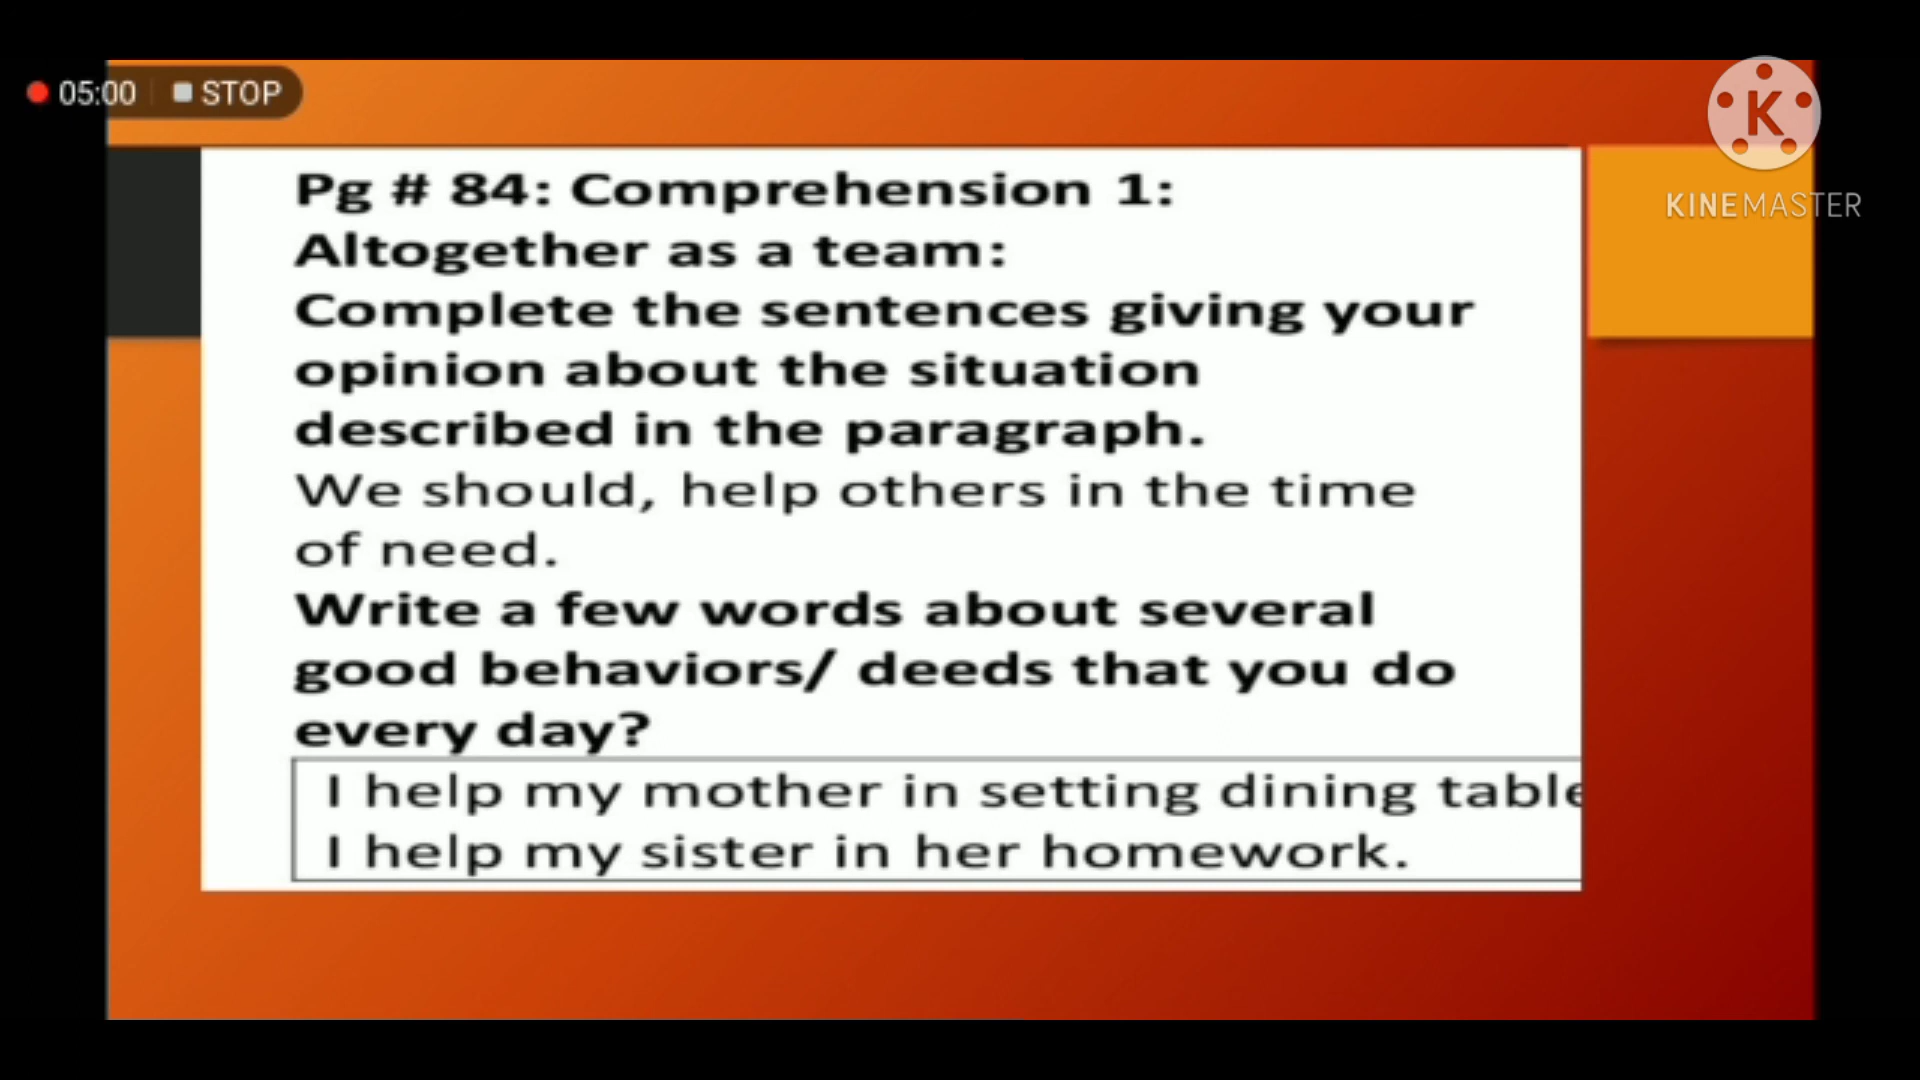 05:00 STOP
KINEMASTER
Pg # 84: Comprehension 1:
Altogether as a team:
Complete the sentences giving your
opinion about the situation
described in the paragraph.
We should, help others in the time
of need.
Write a few words about several
good behaviors/ deeds that you do
every day?
I help my mother in setting dining table
I help my sister in her homework.